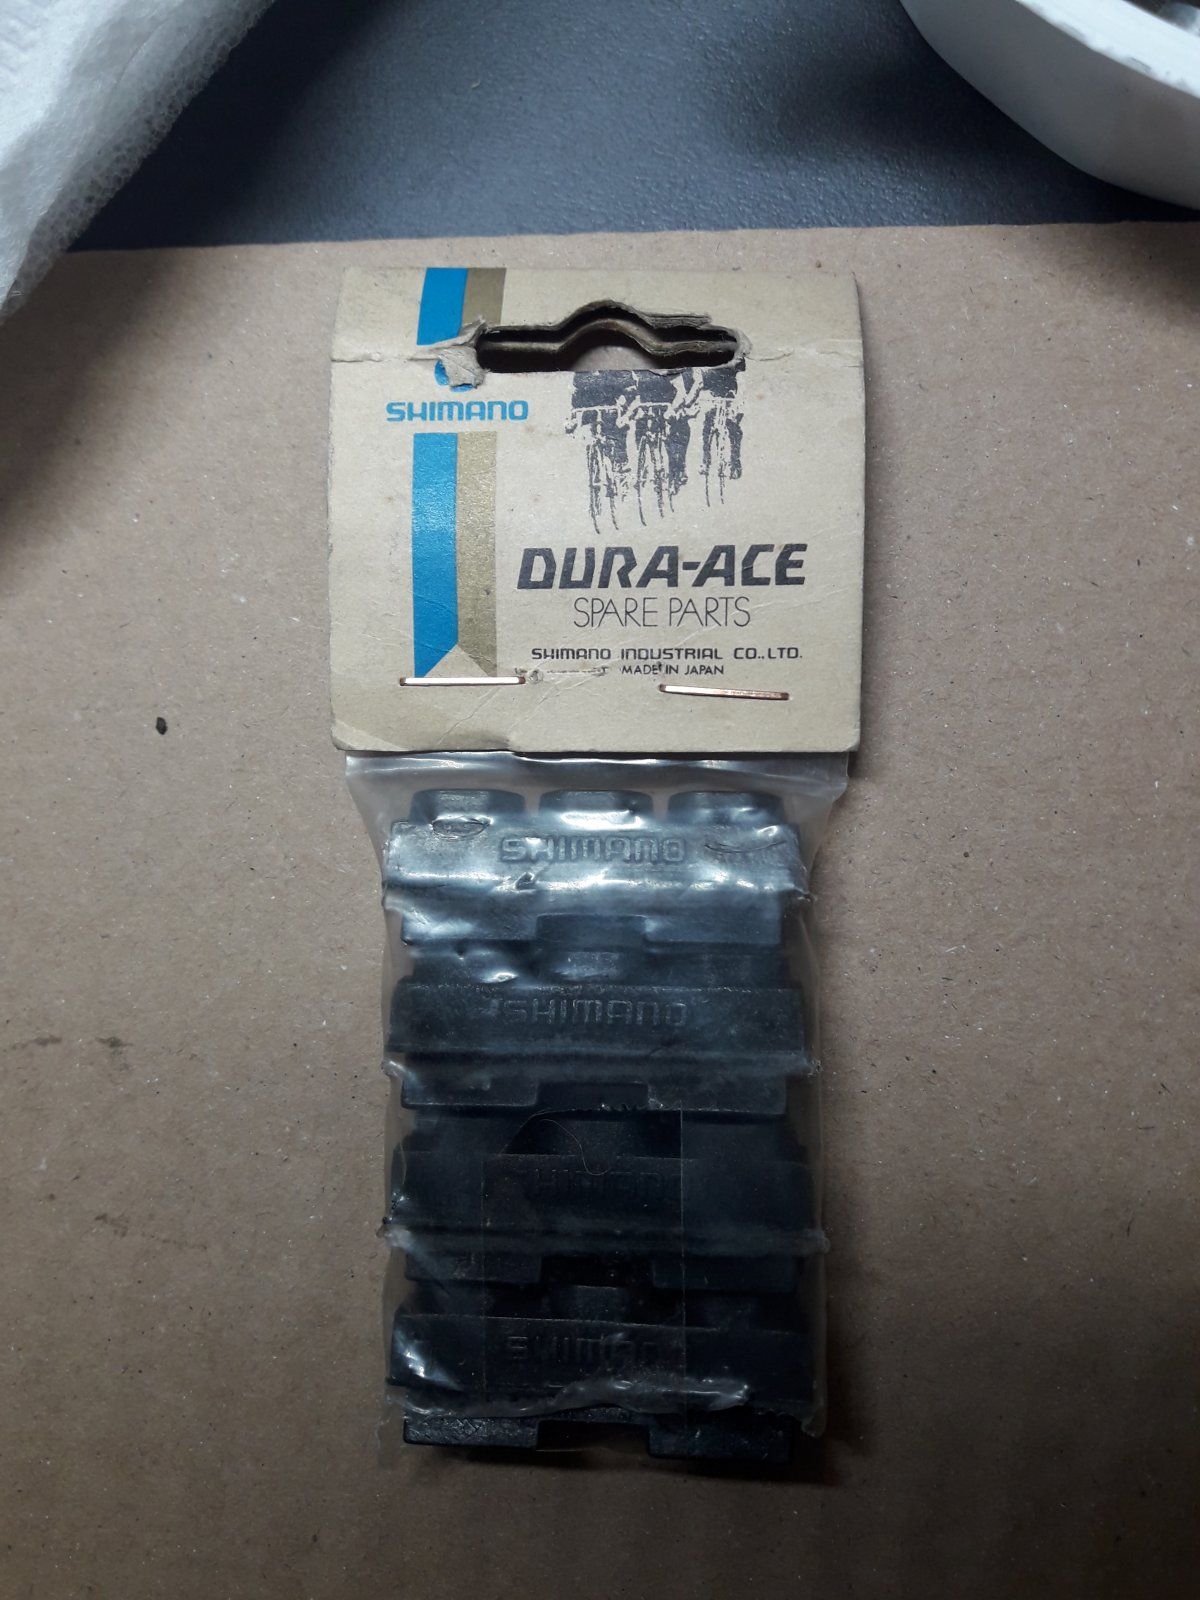 SHIMANO
DURA-ACE
SPARE PARTS
SHIMANO INDUSTRIAL CO.,LTD.
MADE IN JAPAN
SHIMANO
SHIMANO
SHIMANO
SHIMANO